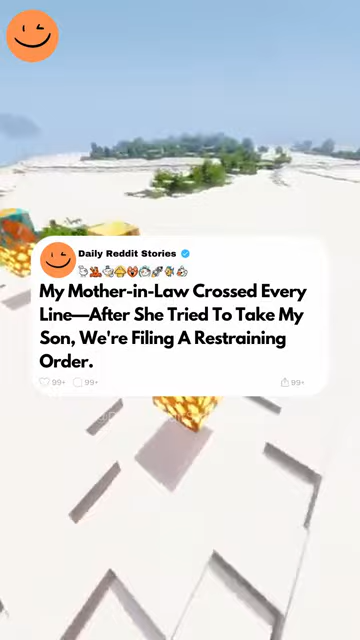 Daily Reddit Stories
My Mother-in-Law Crossed Every
Line—After She Tried To Take My
Son, We're Filing A Restraining
Order.
99+ 99+ 99+